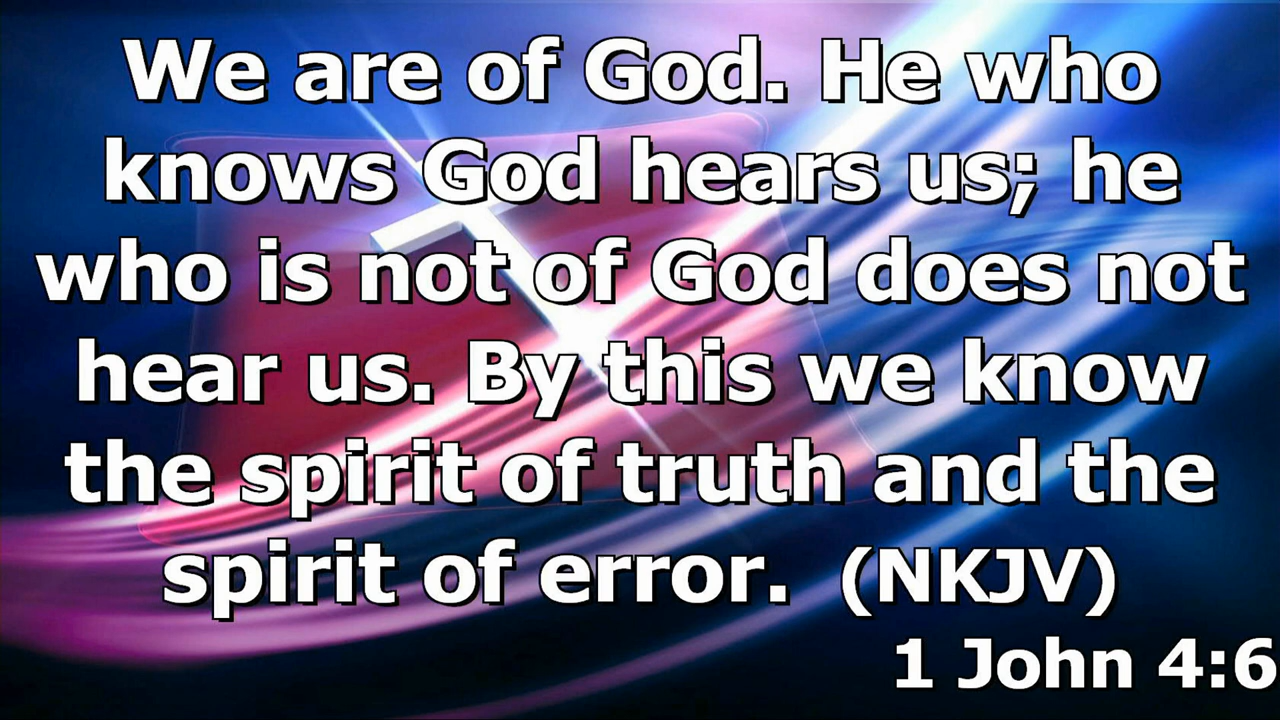 We are of God. He who
knows God hears us; he
who is not of God does not
hear us. By this we know
the spirit of truth and the
spirit of error. (NKJV)
1 John 4:6